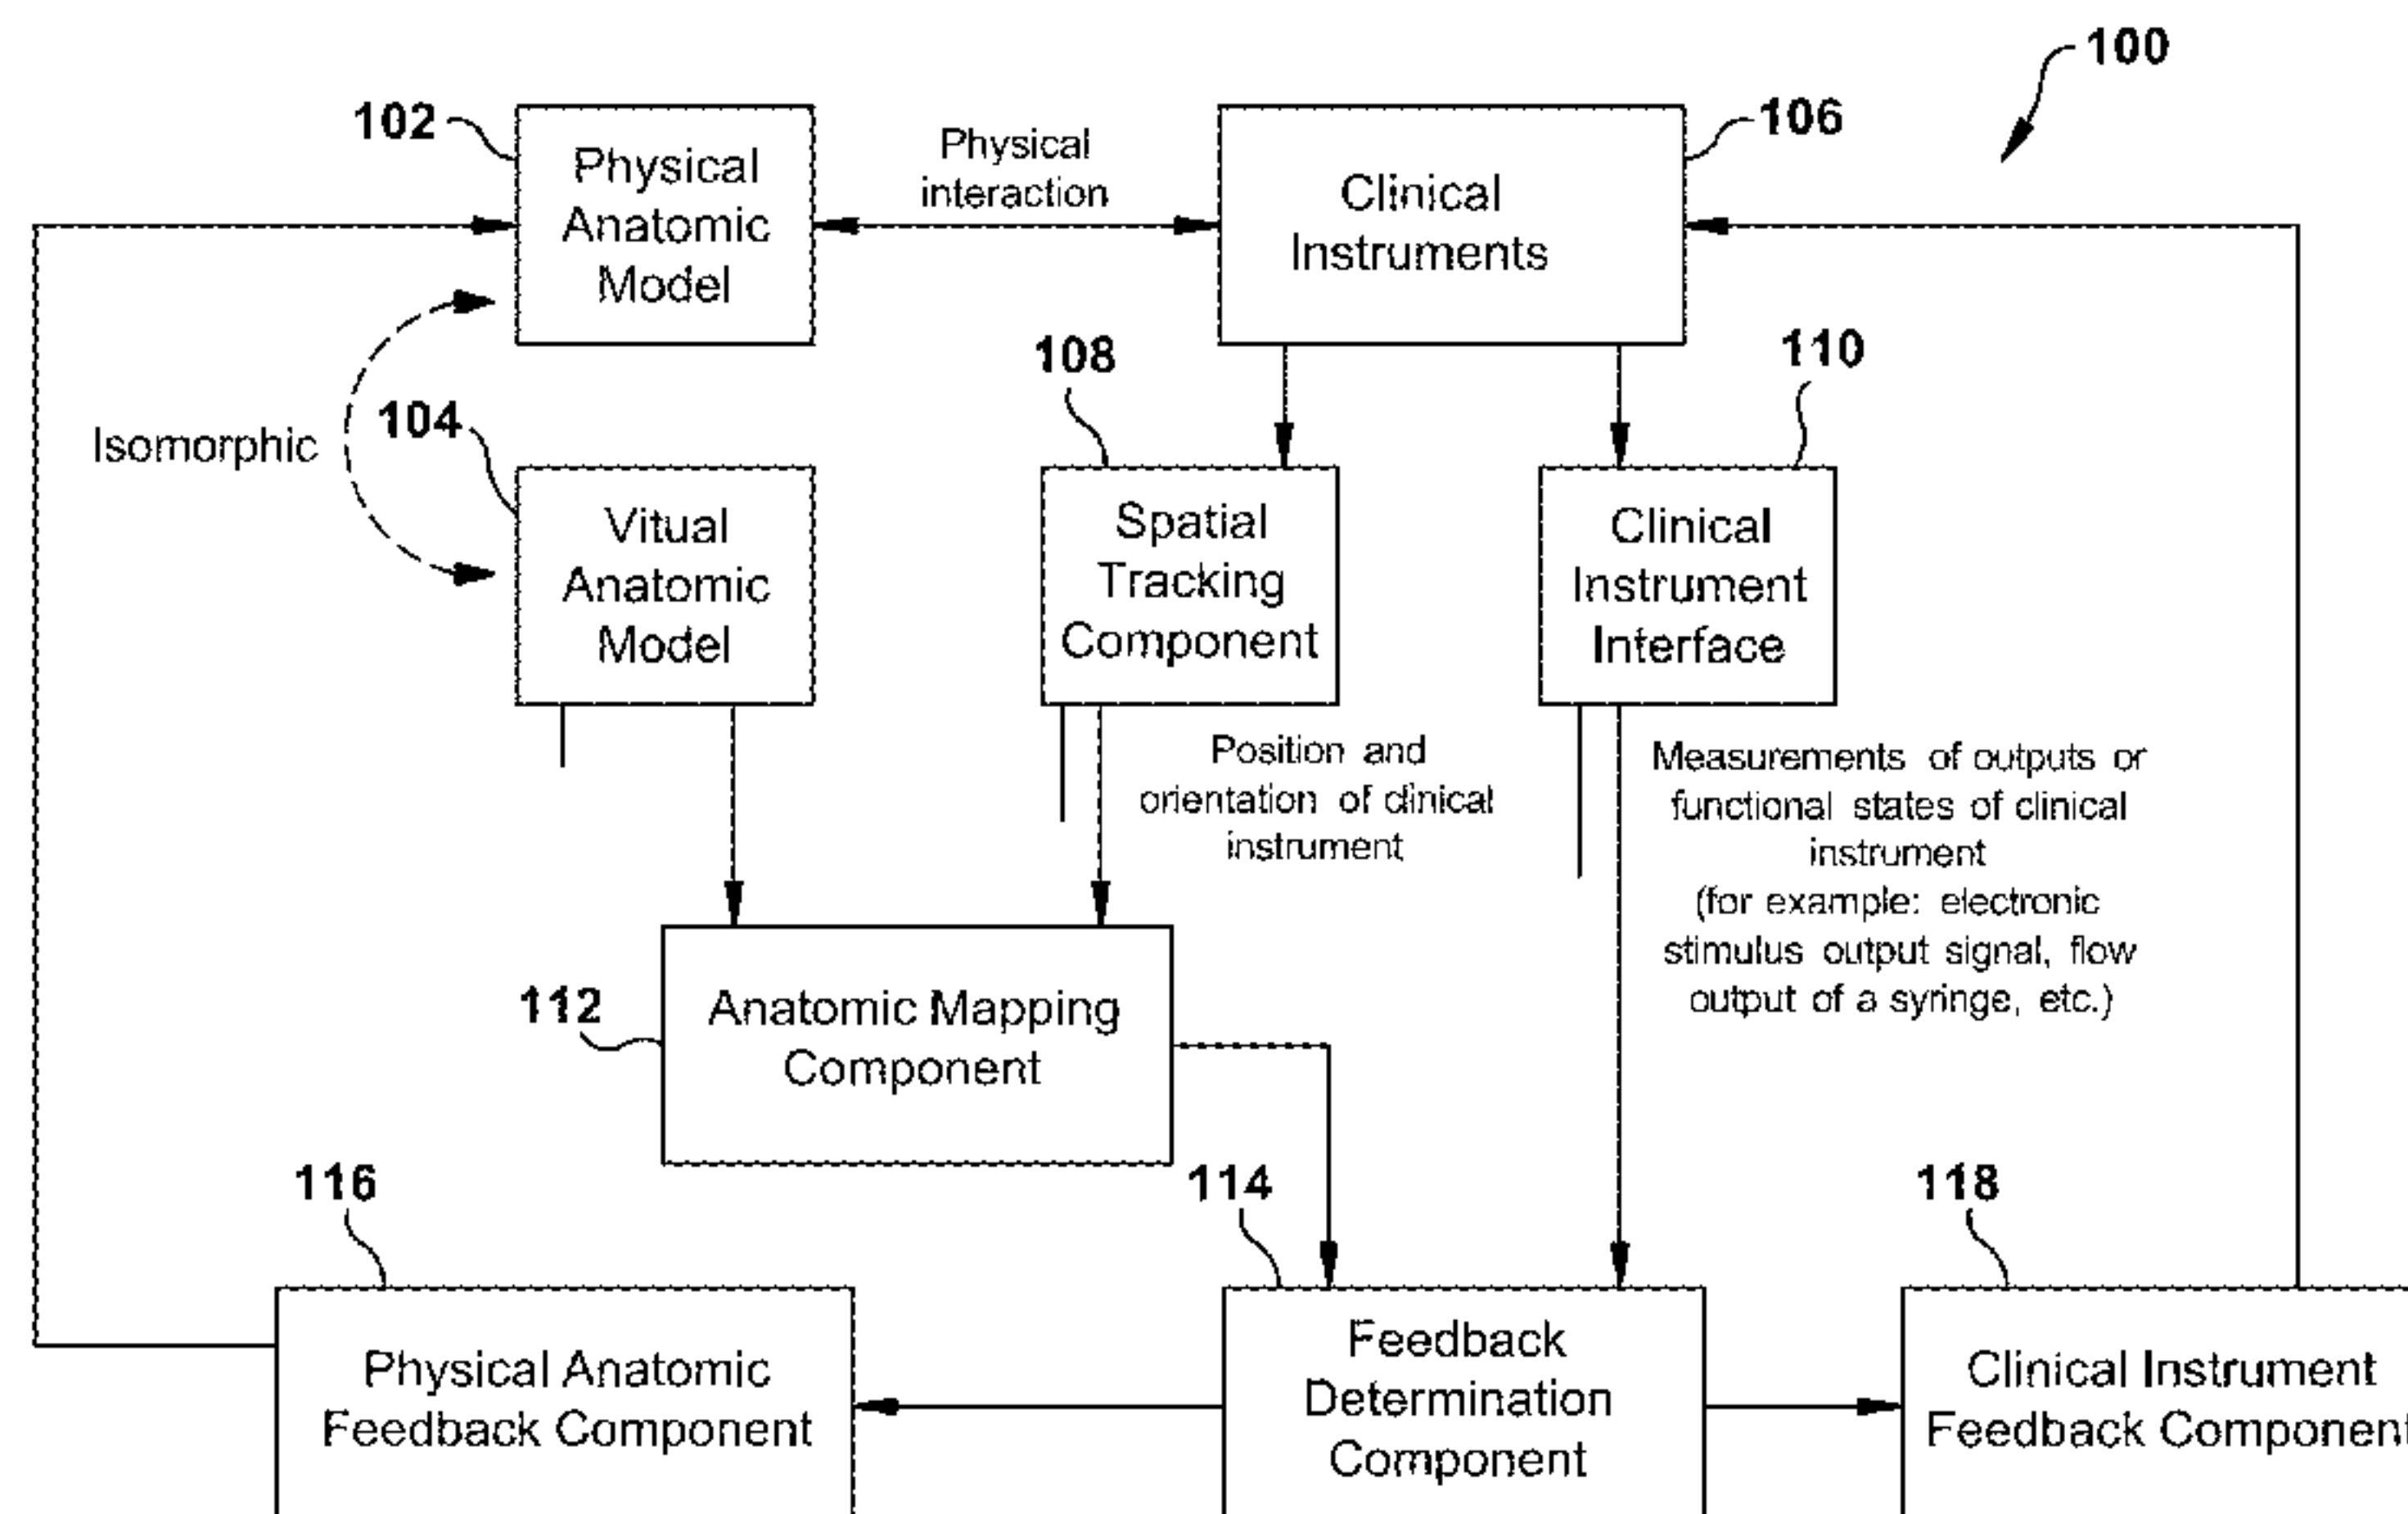 100
102
Physical
Anatomic
Model
Physical
interaction
106
Clinical
Instruments
Isomorphic
104
Vitual
Anatomic
Model
108
Spatial
Tracking
Component
110
Clinical
Instrument
Interface
Position and
orientation of clinical
instrument
Measurements of outputs or
functional states of clinical
instrument
(for example: electronic
stimulus output signal, flow
output of a syringe, etc.)
112
Anatomic Mapping
Component
116
Physical Anatomic
Feedback Component
114
Feedback
Determination
Component
118
Clinical Instrument
Feedback Component